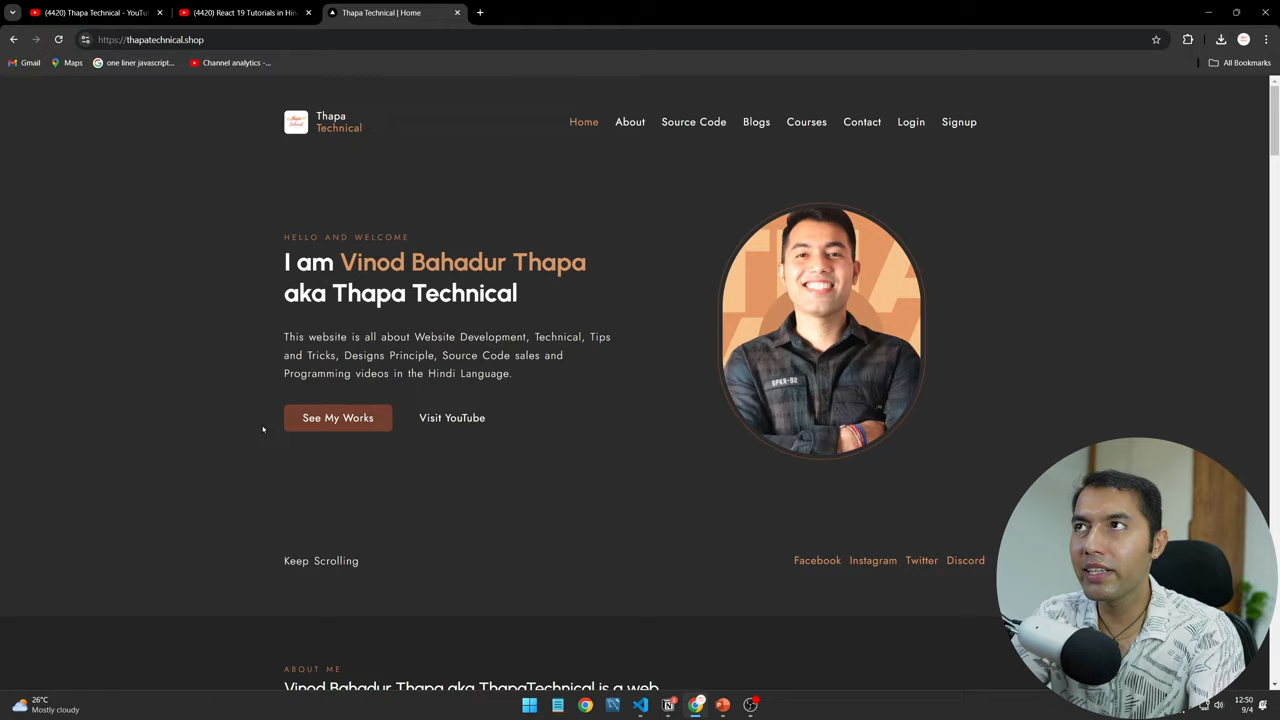 (4420) Thapa Technical - YouTu
(4420) React 19 Tutorials in Hin
Thapa Technical | Home
https://thapatechnical.shop
Gmail
Maps
one liner javascript...
Channel analytics -...
All Bookmarks
Thapa
Technical
Home
About
Source Code
Blogs
Courses
Contact
Login
Signup
HELLO AND WELCOME
I am Vinod Bahadur Thapa
aka Thapa Technical
This website is all about Website Development, Technical, Tips
and Tricks, Designs Principle, Source Code sales and
Programming videos in the Hindi Language.
See My Works
Visit YouTube
SPKR-92
Keep Scrolling
Facebook
Instagram
Twitter
Discord
ABOUT ME
Vinod Bahadur Thapa aka ThapaTechnical is a web
26°C
Mostly cloudy
12:50
9/4